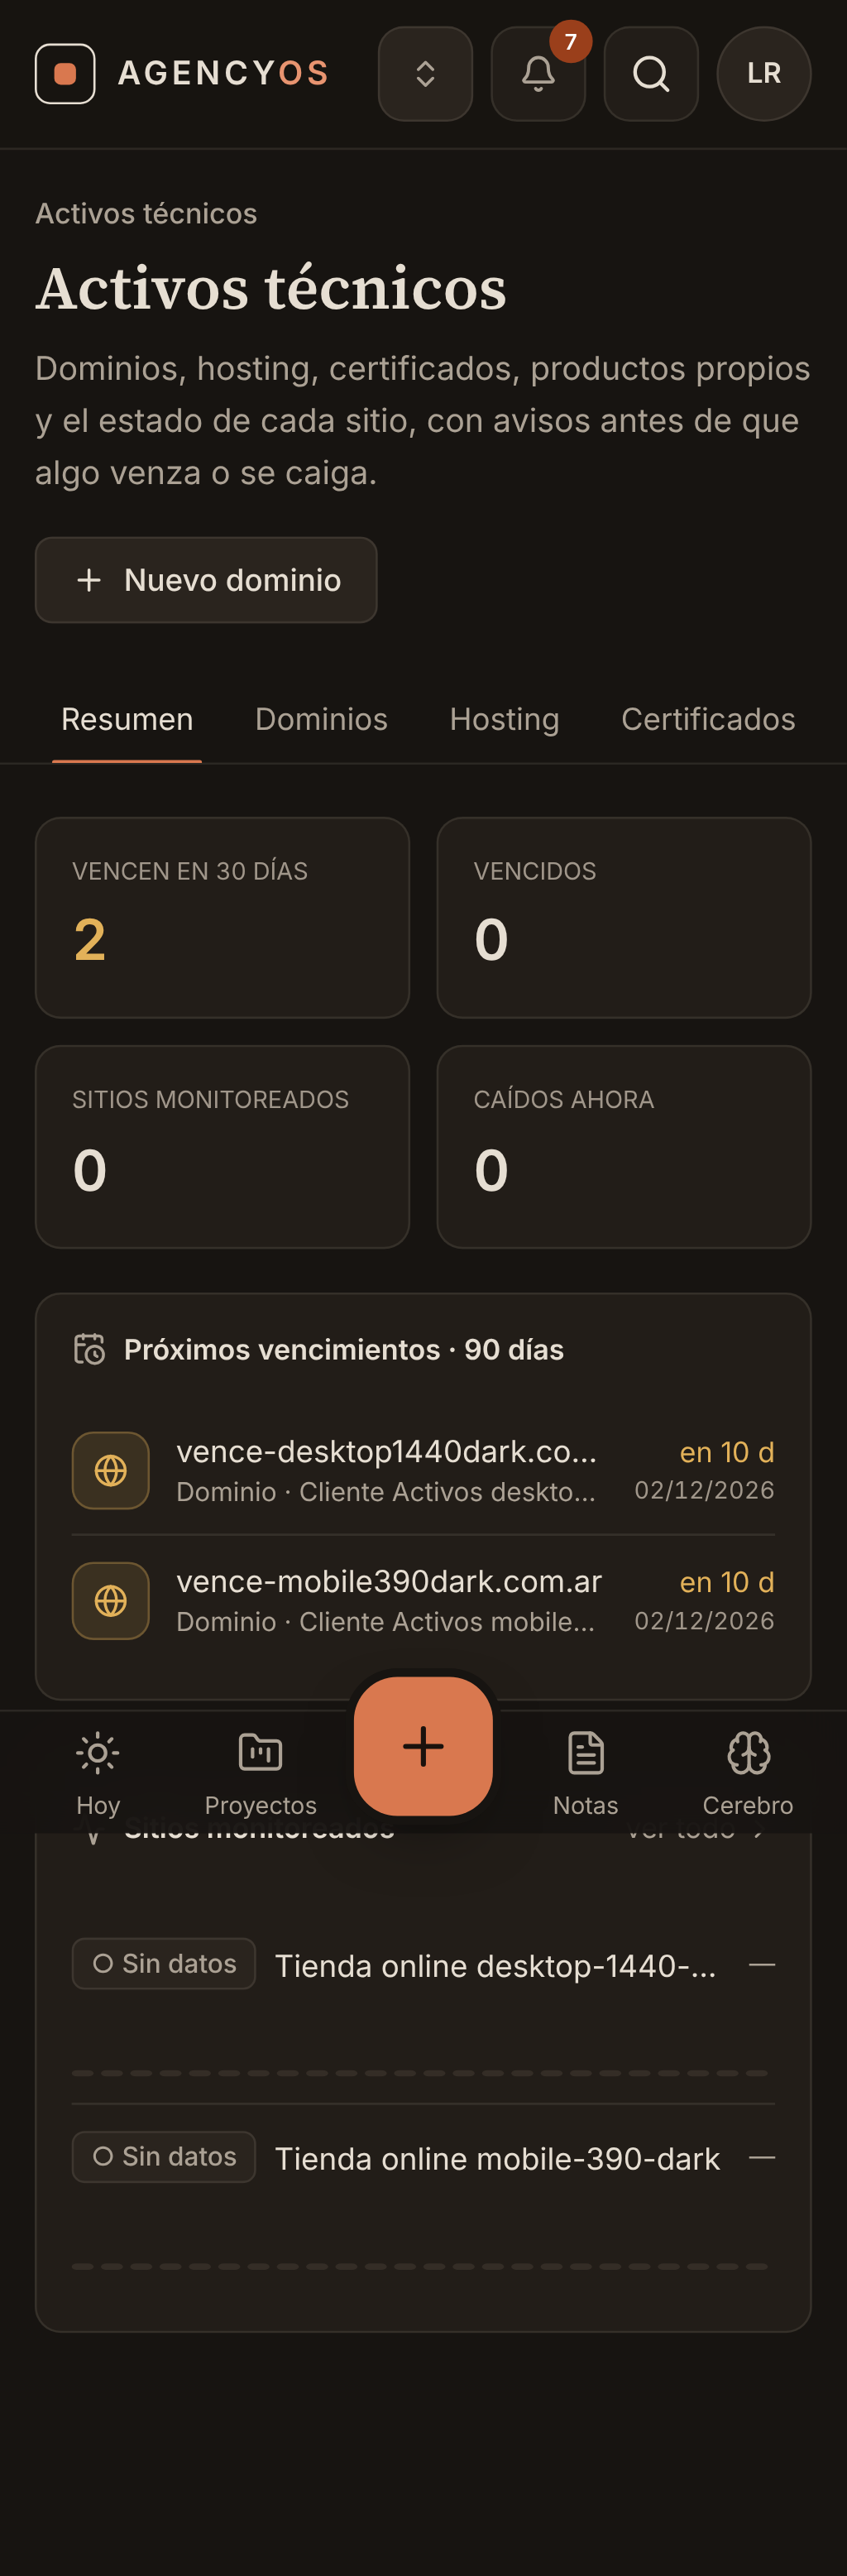 AGENCYOS
7
LR
Activos técnicos
Activos técnicos
Dominios, hosting, certificados, productos propios
y el estado de cada sitio, con avisos antes de que
algo venza o se caiga.
Nuevo dominio
Resumen Dominios Hosting Certificados
VENCEN EN 30 DÍAS
2
VENCIDOS
0
SITIOS MONITOREADOS
0
CAÍDOS AHORA
0
Próximos vencimientos · 90 días
vence-desktop1440dark.co... en 10 d
Dominio · Cliente Activos deskto... 02/12/2026
vence-mobile390dark.com.ar en 10 d
Dominio · Cliente Activos mobile... 02/12/2026
Hoy Proyectos Notas Cerebro
Sitios monitoreados ver todo
Sin datos Tienda online desktop-1440-... —
Sin datos Tienda online mobile-390-dark —